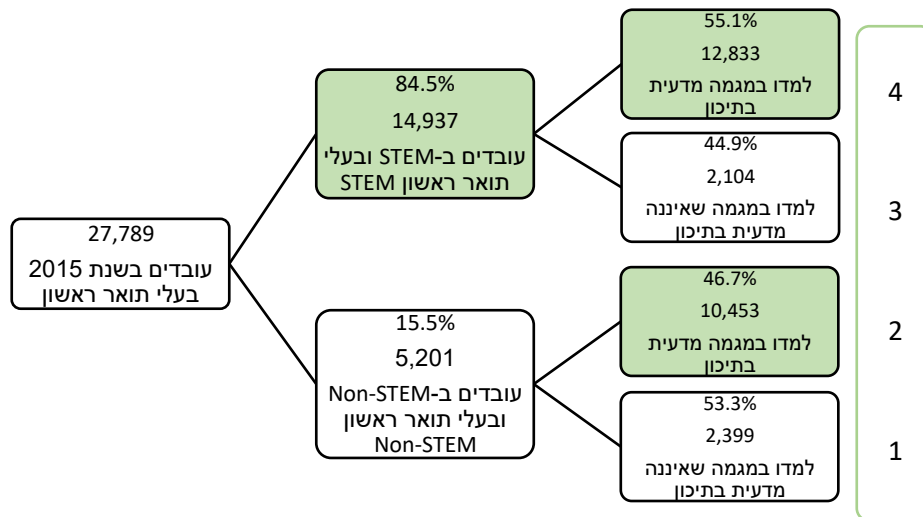 27,789
עובדים בשנת 2015
בעלי תואר ראשון
84.5%
14,937
עובדים ב-STEM ובעלי
תואר ראשון STEM
15.5%
5,201
עובדים ב-Non-STEM
ובעלי תואר ראשון
Non-STEM
55.1%
12,833
למדו במגמה מדעית
בתיכון
44.9%
2,104
למדו במגמה שאיננה
מדעית בתיכון
46.7%
10,453
למדו במגמה מדעית
בתיכון
53.3%
2,399
למדו במגמה שאיננה
מדעית בתיכון
4
3
2
1